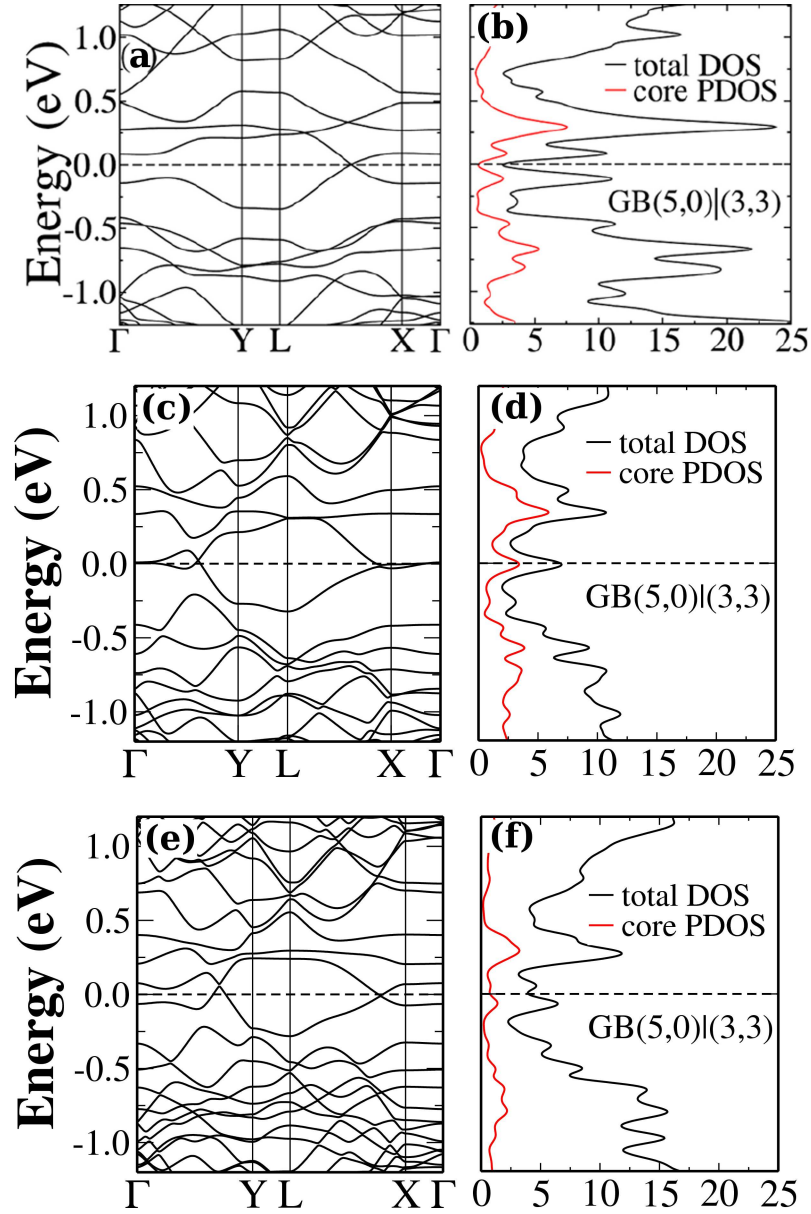 (a)
Energy (eV)
1.0
0.5
0.0
-0.5
-1.0
Γ Y L X Γ
(b)
total DOS
core PDOS
GB(5,0)|(3,3)
0 5 10 15 20 25
(c)
Energy (eV)
1.0
0.5
0.0
-0.5
-1.0
Γ Y L X Γ
(d)
total DOS
core PDOS
GB(5,0)|(3,3)
0 5 10 15 20 25
(e)
Energy (eV)
1.0
0.5
0.0
-0.5
-1.0
Γ Y L X Γ
(f)
total DOS
core PDOS
GB(5,0)|(3,3)
0 5 10 15 20 25